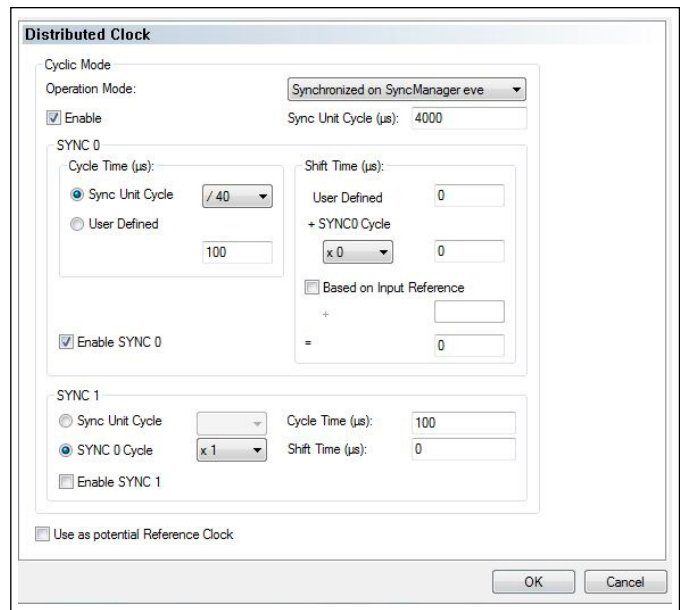 Distributed Clock
Cyclic Mode
Operation Mode: Synchronized on SyncManager eve
Enable Sync Unit Cycle (µs): 4000
SYNC 0
Cycle Time (µs): Shift Time (µs):
Sync Unit Cycle / 40 User Defined 0
User Defined + SYNC0 Cycle
100 x 0 0
Based on Input Reference
+
Enable SYNC 0 = 0
SYNC 1
Sync Unit Cycle Cycle Time (µs): 100
SYNC 0 Cycle x 1 Shift Time (µs): 0
Enable SYNC 1
Use as potential Reference Clock
OK Cancel